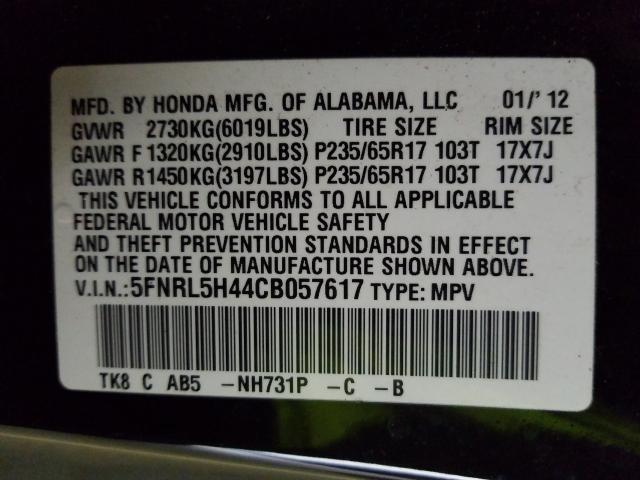 MFD. BY HONDA MFG. OF ALABAMA, LLC 01/' 12
GVWR 2730KG(6019LBS) TIRE SIZE RIM SIZE
GAWR F 1320KG(2910LBS) P235/65R17 103T 17X7J
GAWR R1450KG(3197LBS) P235/65R17 103T 17X7J
THIS VEHICLE CONFORMS TO ALL APPLICABLE
FEDERAL MOTOR VEHICLE SAFETY
AND THEFT PREVENTION STANDARDS IN EFFECT
ON THE DATE OF MANUFACTURE SHOWN ABOVE.
V.I.N.: 5FNRL5H44CB057617 TYPE: MPV
TK8 C AB5 -NH731P -C -B